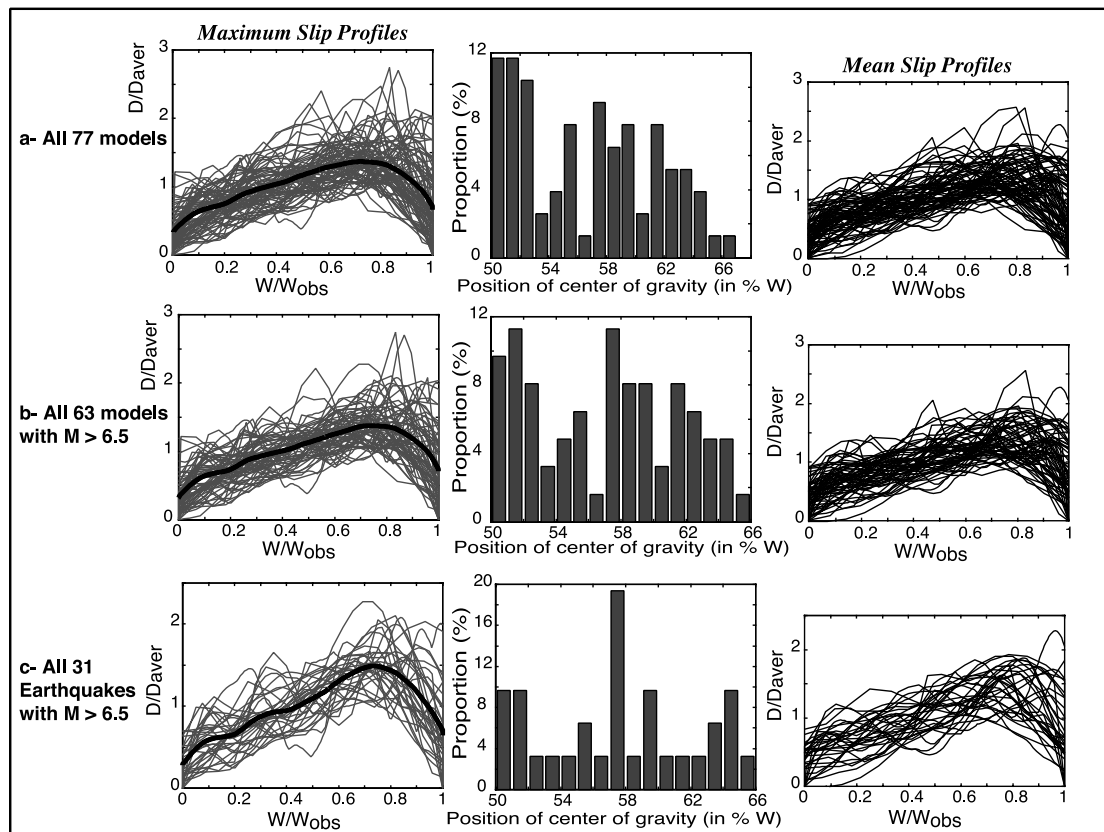 Maximum Slip Profiles
Mean Slip Profiles
a- All 77 models
D/Daver
3
2
1
0
0 0.2 0.4 0.6 0.8 1
W/Wobs
Proportion (%)
12
8
4
0
50 54 58 62 66
Position of center of gravity (in % W)
D/Daver
3
2
1
0
0 0.2 0.4 0.6 0.8 1
W/Wobs
b- All 63 models
with M > 6.5
D/Daver
3
2
1
0
0 0.2 0.4 0.6 0.8 1
W/Wobs
Proportion (%)
12
8
4
0
50 54 58 62 66
Position of center of gravity (in % W)
D/Daver
3
2
1
0
0 0.2 0.4 0.6 0.8 1
W/Wobs
c- All 31
Earthquakes
with M > 6.5
D/Daver
2
1
0
0 0.2 0.4 0.6 0.8 1
W/Wobs
Proportion (%)
20
16
12
8
4
0
50 54 58 62 66
Position of center of gravity (in % W)
D/Daver
2
1
0
0 0.2 0.4 0.6 0.8 1
W/Wobs